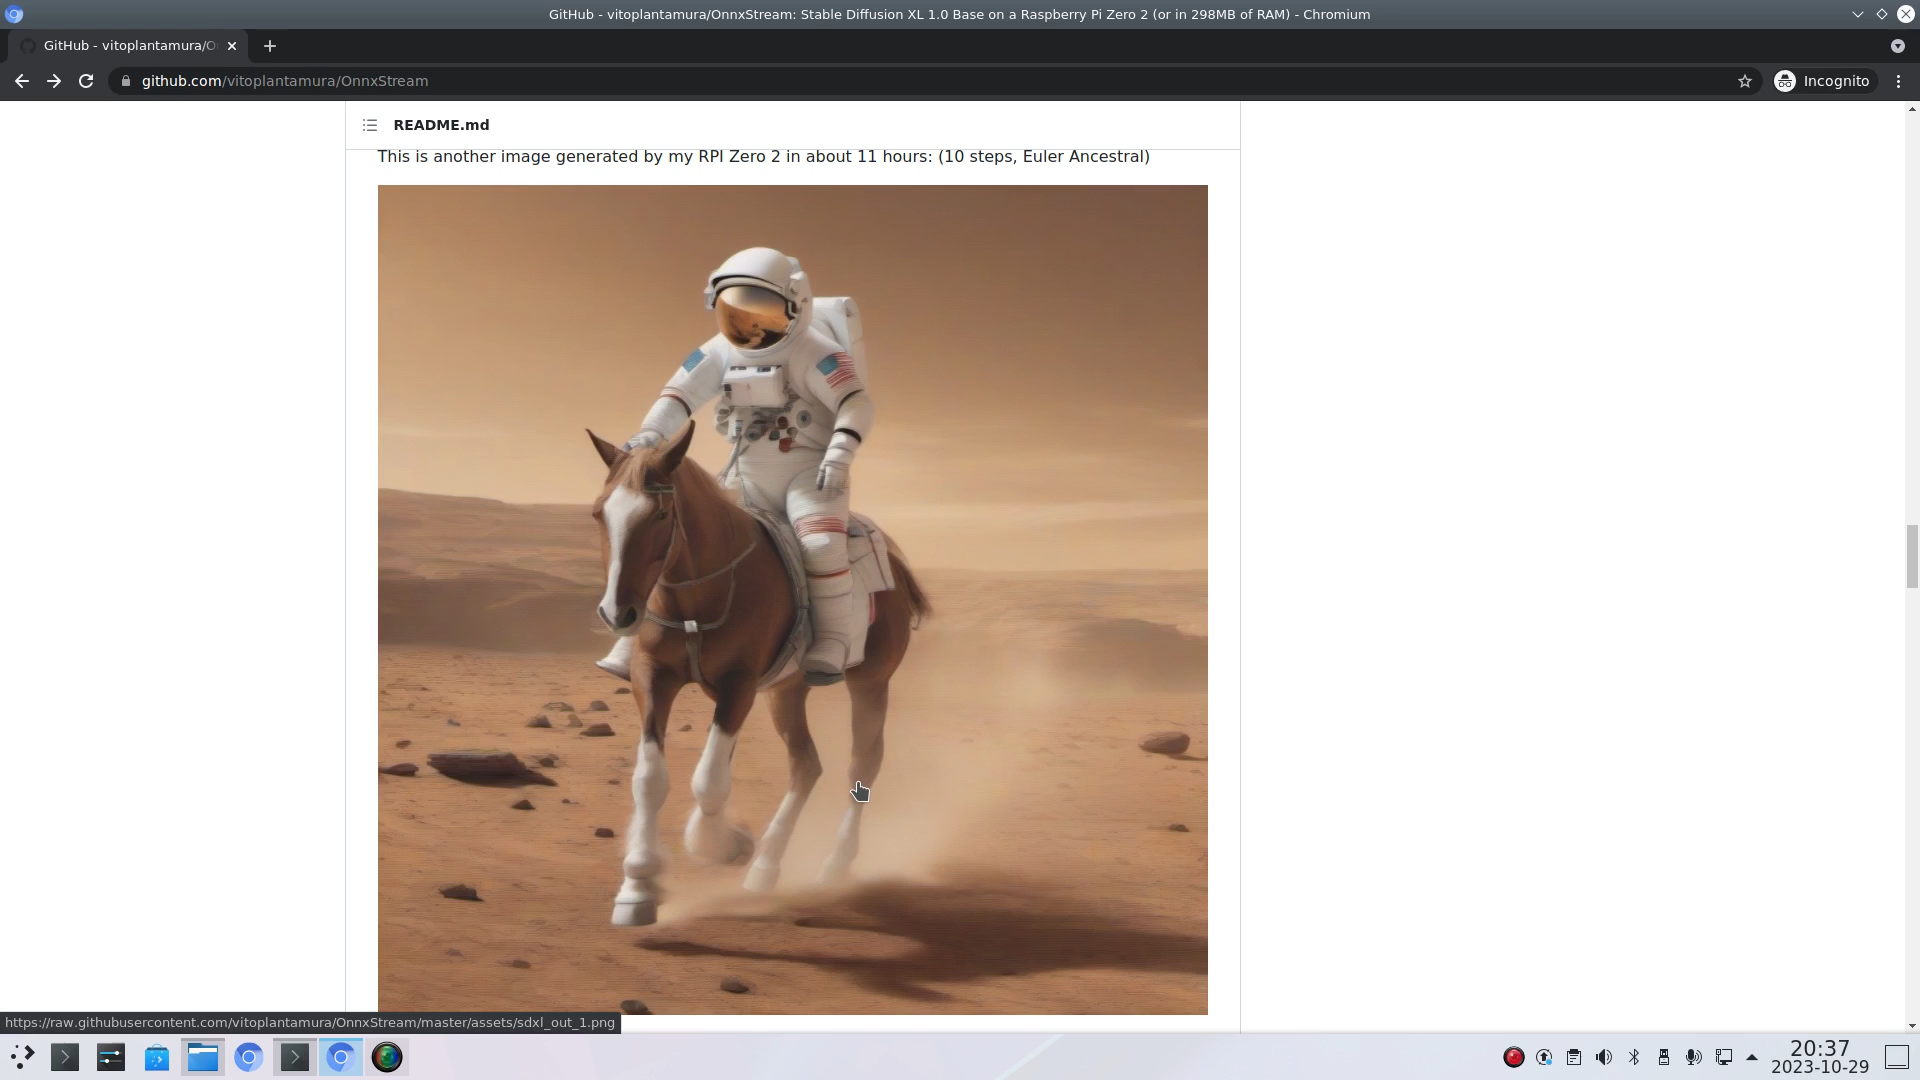 GitHub - vitoplantamura/OnnxStream: Stable Diffusion XL 1.0 Base on a Raspberry Pi Zero 2 (or in 298MB of RAM) - Chromium
GitHub - vitoplantamura/O
github.com/vitoplantamura/OnnxStream
Incognito
README.md
This is another image generated by my RPI Zero 2 in about 11 hours: (10 steps, Euler Ancestral)
https://raw.githubusercontent.com/vitoplantamura/OnnxStream/master/assets/sdxl_out_1.png
20:37
2023-10-29